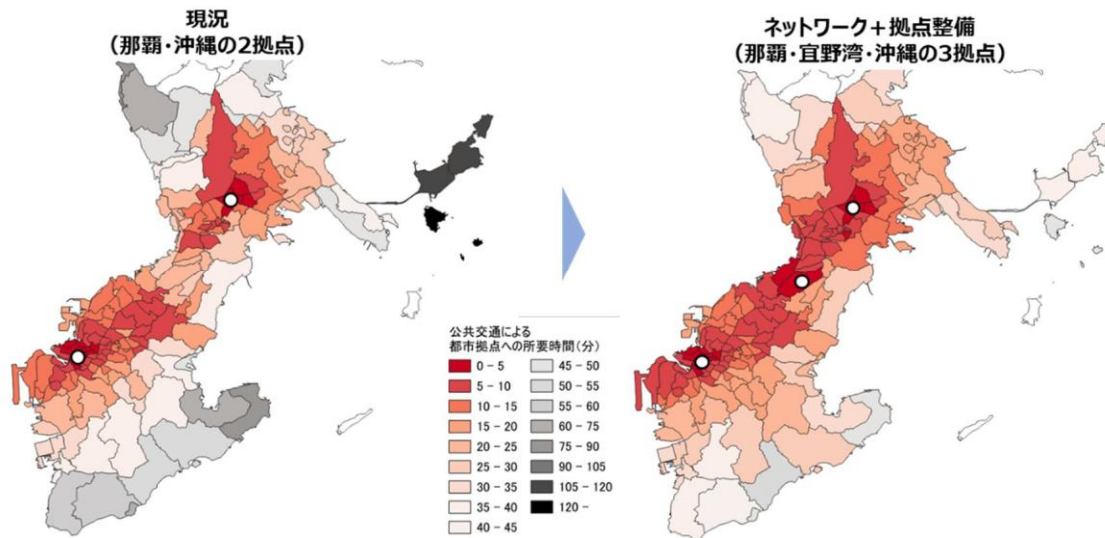 現況
（那覇・沖縄の2拠点）
ネットワーク＋拠点整備
（那覇・宜野湾・沖縄の3拠点）
公共交通による
都市拠点への所要時間（分）
0 － 5
5 － 10
10 － 15
15 － 20
20 － 25
25 － 30
30 － 35
35 － 40
40 － 45
45 － 50
50 － 55
55 － 60
60 － 75
75 － 90
90 － 105
105 － 120
120 －